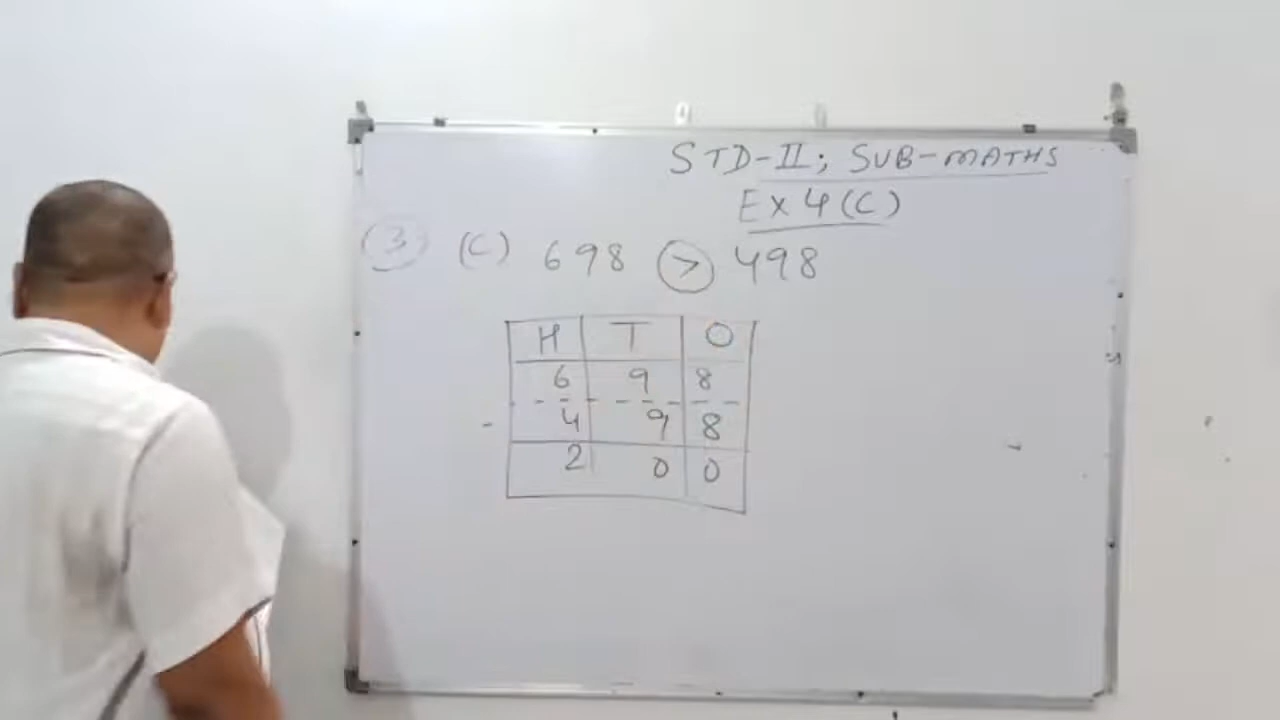 STD-II; SUB-MATHS
EX 4(C)
(3) (C) 698 > 498
H T O
6 9 8
- 4 9 8
2 0 0